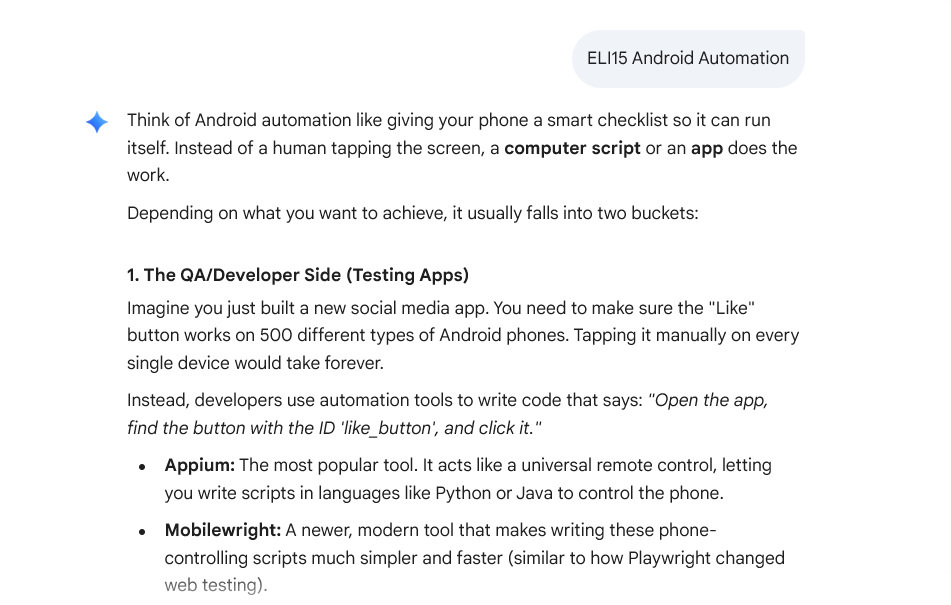 ELI15 Android Automation
Think of Android automation like giving your phone a smart checklist so it can run
itself. Instead of a human tapping the screen, a computer script or an app does the
work.
Depending on what you want to achieve, it usually falls into two buckets:
1. The QA/Developer Side (Testing Apps)
Imagine you just built a new social media app. You need to make sure the "Like"
button works on 500 different types of Android phones. Tapping it manually on every
single device would take forever.
Instead, developers use automation tools to write code that says: "Open the app,
find the button with the ID 'like_button', and click it."
• Appium: The most popular tool. It acts like a universal remote control, letting
you write scripts in languages like Python or Java to control the phone.
• Mobilewright: A newer, modern tool that makes writing these phone-
controlling scripts much simpler and faster (similar to how Playwright changed
web testing).